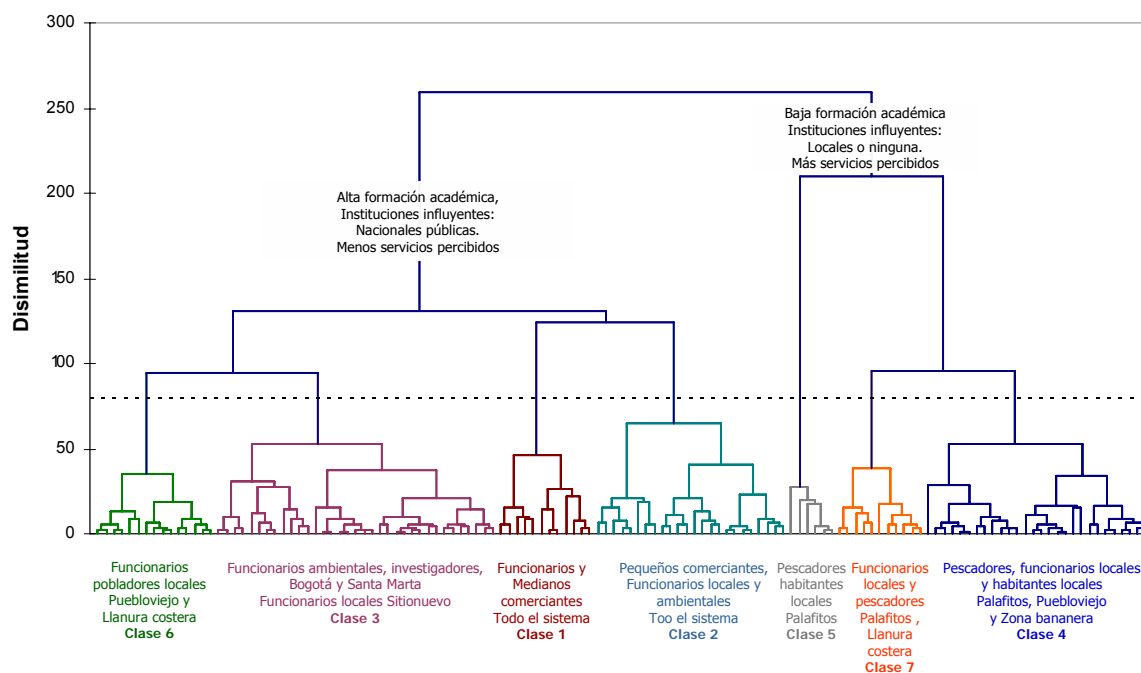 300
250
200
150
100
50
0
Disimilitud
Baja formación académica
Instituciones influyentes:
Locales o ninguna.
Más servicios percibidos
Alta formación académica,
Instituciones influyentes:
Nacionales públicas.
Menos servicios percibidos
Funcionarios
pobladores locales
Puebloviejo y
Llanura costera
Clase 6
Funcionarios ambientales, investigadores,
Bogotá y Santa Marta
Funcionarios locales Sitionuevo
Clase 3
Funcionarios y
Medianos
comerciantes
Todo el sistema
Clase 1
Pequeños comerciantes,
Funcionarios locales y
ambientales
Too el sistema
Clase 2
Pescadores
habitantes
locales
Palafitos
Clase 5
Funcionarios
locales y
pescadores
Palafitos ,
Llanura
costera
Clase 7
Pescadores, funcionarios locales
y habitantes locales
Palafitos, Puebloviejo
y Zona bananera
Clase 4